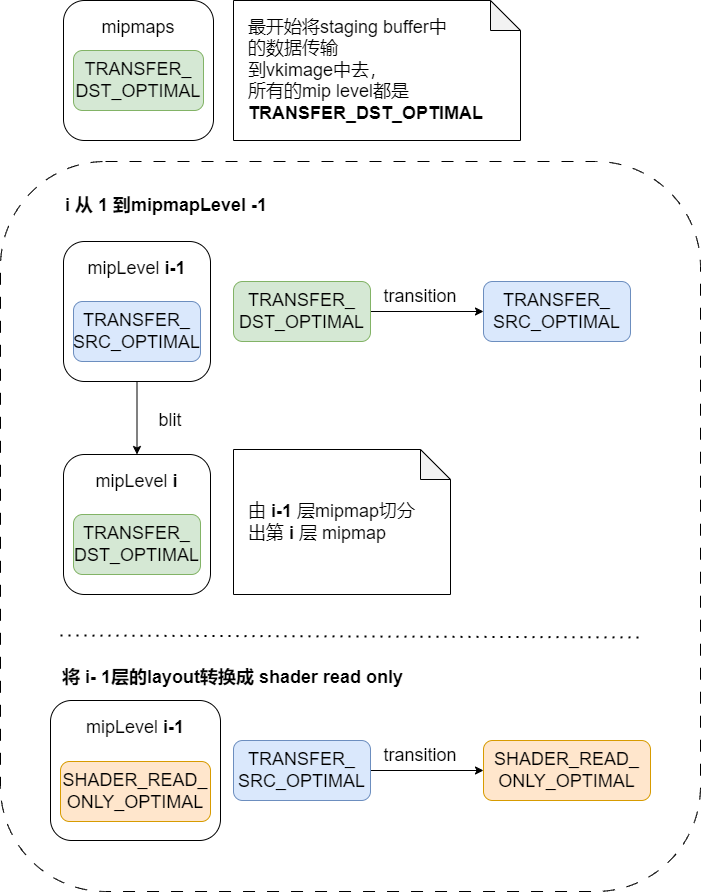 mipmaps
TRANSFER_
DST_OPTIMAL
最开始将staging buffer中
的数据传输
到vkimage中去，
所有的mip level都是
TRANSFER_DST_OPTIMAL
i 从 1 到mipmapLevel -1
mipLevel i-1
TRANSFER_
SRC_OPTIMAL
TRANSFER_
DST_OPTIMAL
transition
TRANSFER_
SRC_OPTIMAL
blit
mipLevel i
TRANSFER_
DST_OPTIMAL
由 i-1 层mipmap切分
出第 i 层 mipmap
将 i- 1层的layout转换成 shader read only
mipLevel i-1
SHADER_READ_
ONLY_OPTIMAL
TRANSFER_
SRC_OPTIMAL
transition
SHADER_READ_
ONLY_OPTIMAL